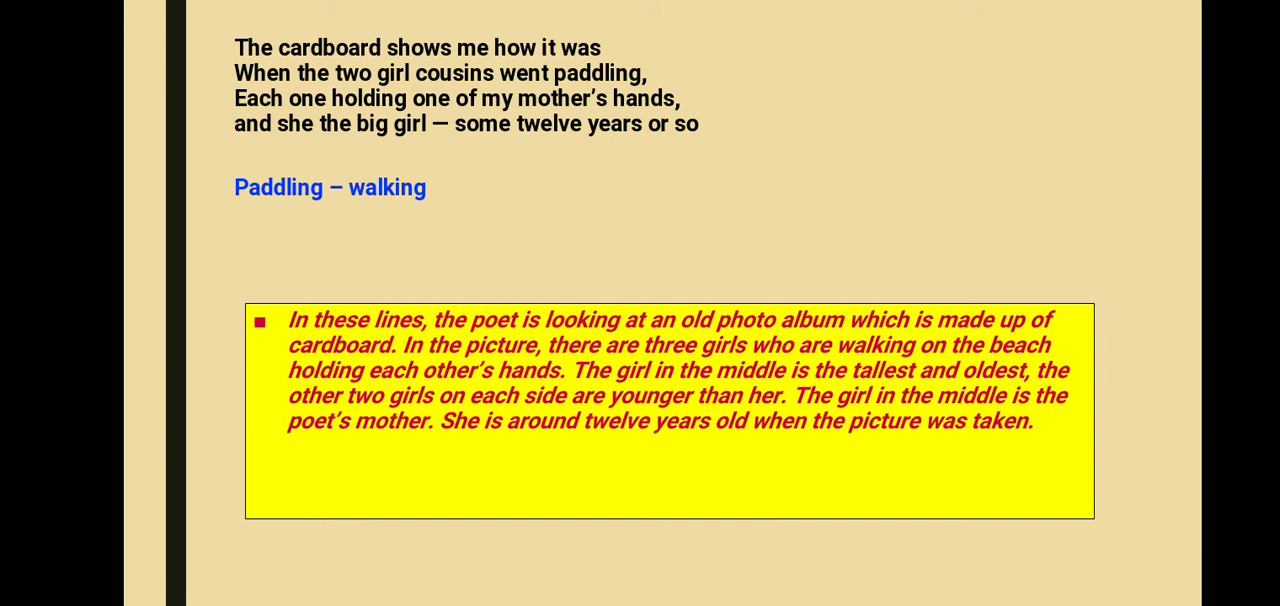 The cardboard shows me how it was
When the two girl cousins went paddling,
Each one holding one of my mother’s hands,
and she the big girl — some twelve years or so
Paddling – walking
In these lines, the poet is looking at an old photo album which is made up of
cardboard. In the picture, there are three girls who are walking on the beach
holding each other’s hands. The girl in the middle is the tallest and oldest, the
other two girls on each side are younger than her. The girl in the middle is the
poet’s mother. She is around twelve years old when the picture was taken.